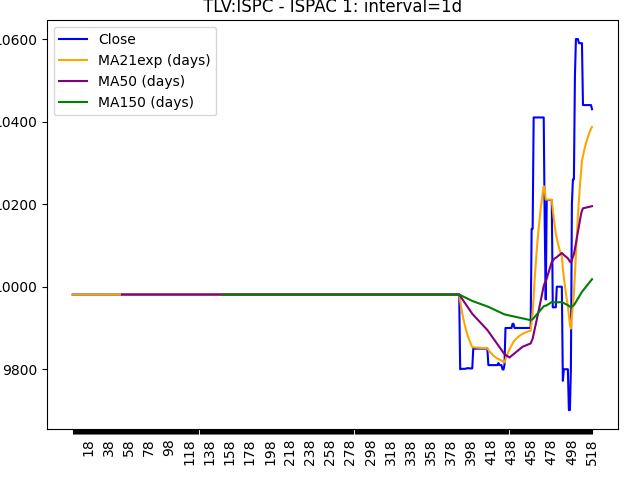 TLV:ISPC - ISPAC 1: interval=1d
Close
MA21exp (days)
MA50 (days)
MA150 (days)
10600
10400
10200
10000
9800
18 38 58 78 98 118 138 158 178 198 218 238 258 278 298 318 338 358 378 398 418 438 458 478 498 518